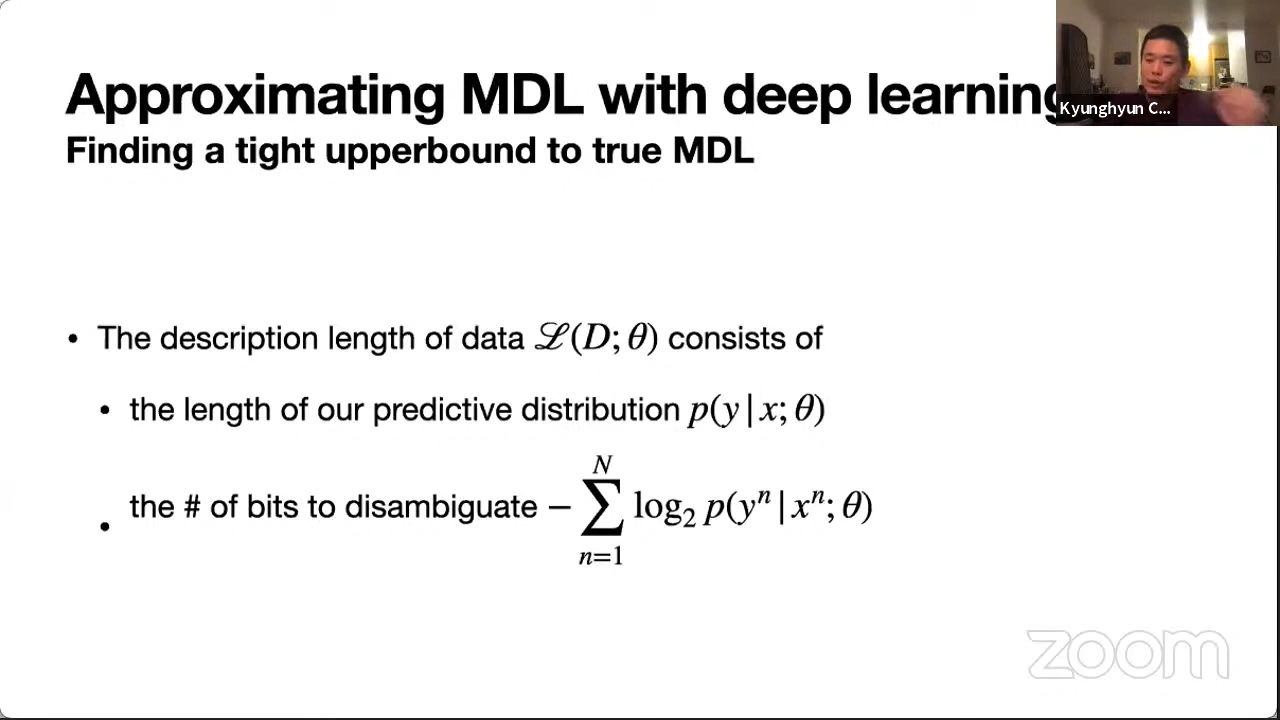 Approximating MDL with deep learning
Kyunghyun C...
Finding a tight upperbound to true MDL
• The description length of data ℒ(D; θ) consists of
• the length of our predictive distribution p(y | x; θ)
• the # of bits to disambiguate − ∑_{n=1}^{N} log₂ p(yⁿ | xⁿ; θ)
zoom